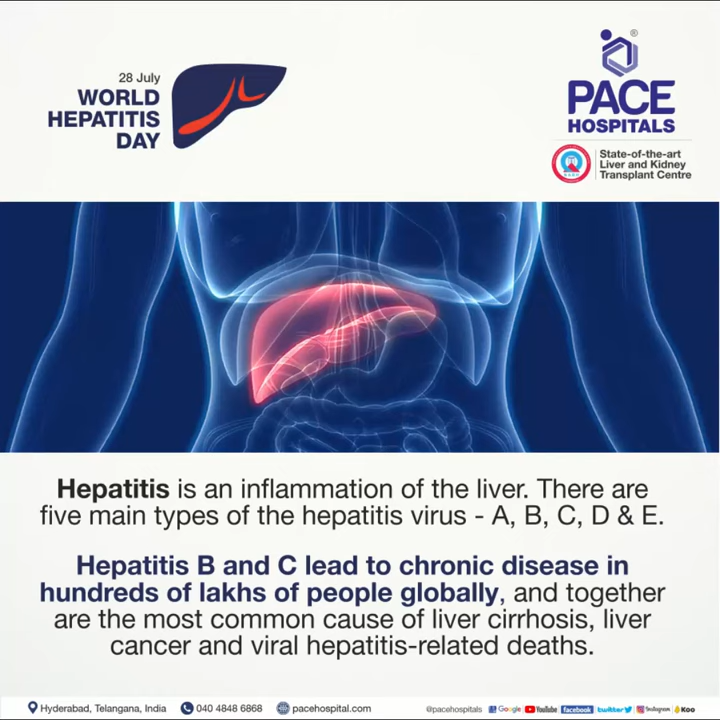 28 July
WORLD
HEPATITIS
DAY
®
PACE
HOSPITALS
State-of-the-art
Liver and Kidney
Transplant Centre
Hepatitis is an inflammation of the liver. There are
five main types of the hepatitis virus - A, B, C, D & E.
Hepatitis B and C lead to chronic disease in
hundreds of lakhs of people globally, and together
are the most common cause of liver cirrhosis, liver
cancer and viral hepatitis-related deaths.
Hyderabad, Telangana, India 040 4848 6868 pacehospital.com @pacehospitals Google YouTube facebook twitter Instagram Koo